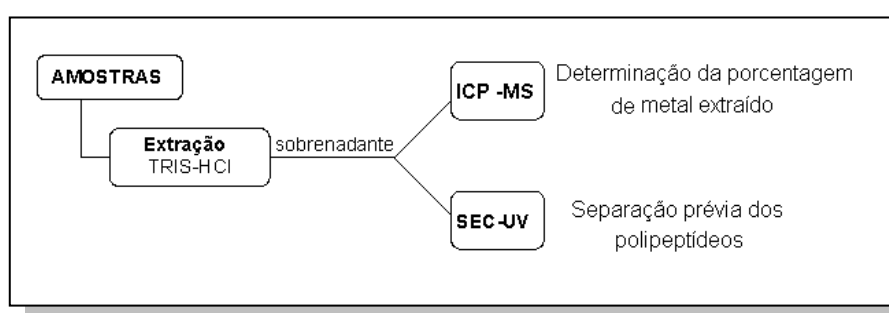 AMOSTRAS
Extração
TRIS-HCl
sobrenadante
ICP -MS
Determinação da porcentagem
de metal extraído
SEC-UV
Separação prévia dos
polipeptídeos